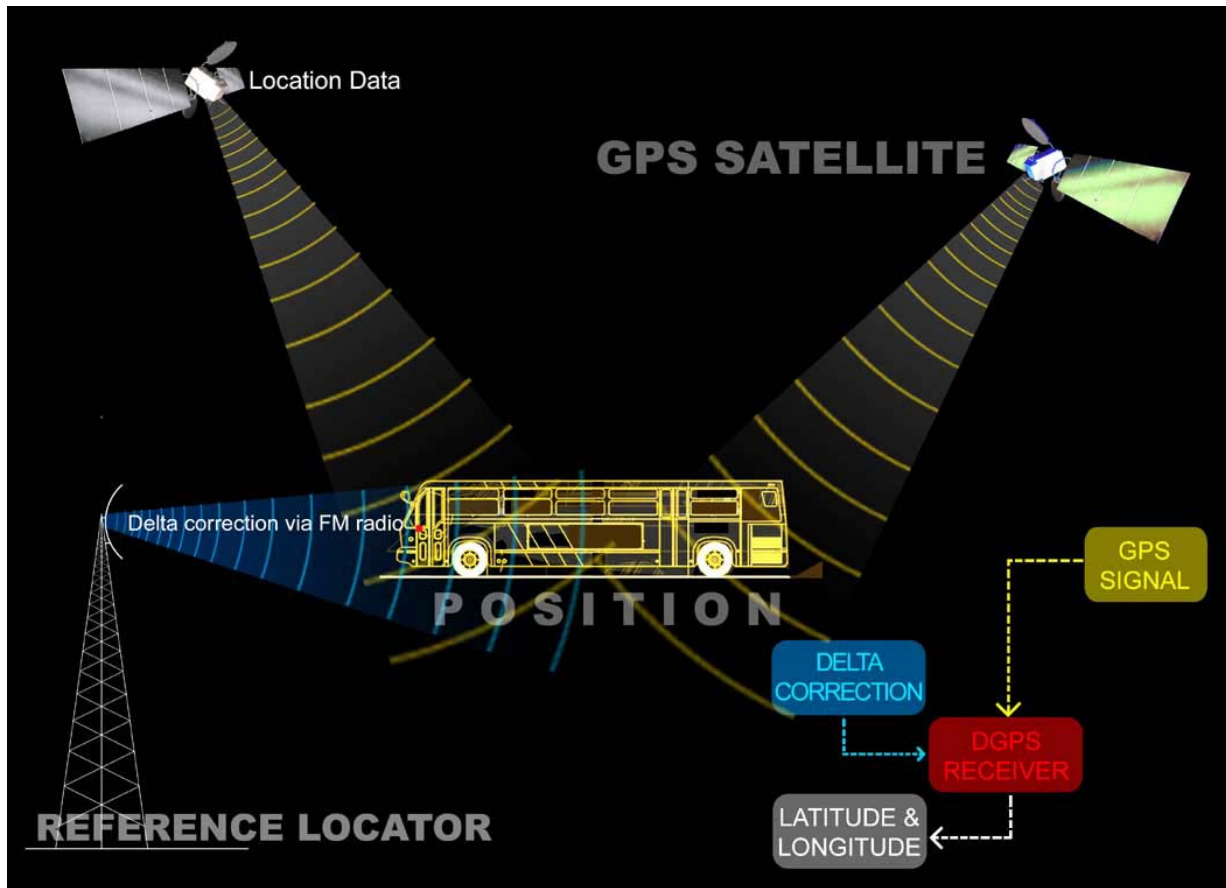 Location Data
GPS SATELLITE
Delta correction via FM radio
POSITION
GPS
SIGNAL
DELTA
CORRECTION
DGPS
RECEIVER
LATITUDE &
LONGITUDE
REFERENCE LOCATOR